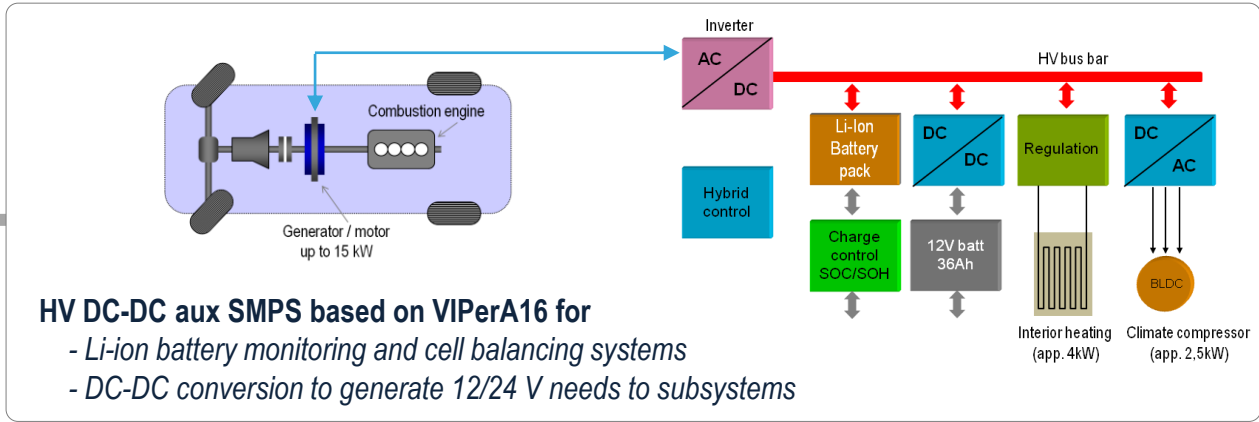 Inverter
AC
DC
HV bus bar
Combustion engine
Generator / motor
up to 15 kW
Hybrid
control
Li-Ion
Battery
pack
DC
DC
Regulation
DC
AC
Charge
control
SOC/SOH
12V batt
36Ah
BLDC
Interior heating
(app. 4kW)
Climate compressor
(app. 2,5kW)
HV DC-DC aux SMPS based on VIPerA16 for
- Li-ion battery monitoring and cell balancing systems
- DC-DC conversion to generate 12/24 V needs to subsystems